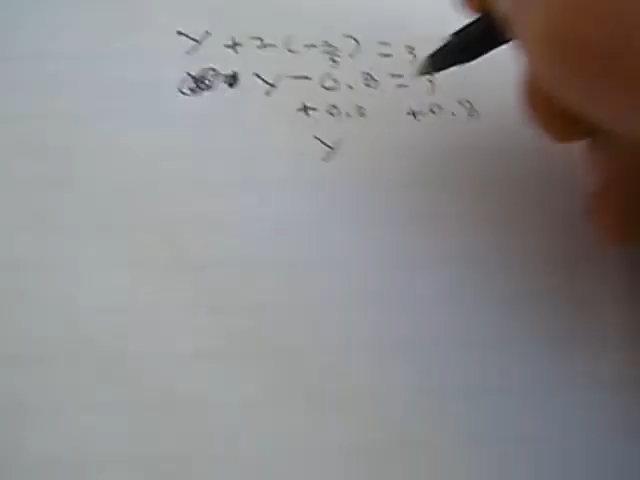 y + 2 (- 2/5) = 3
y - 0.8 = 3
+ 0.8 + 0.8
y